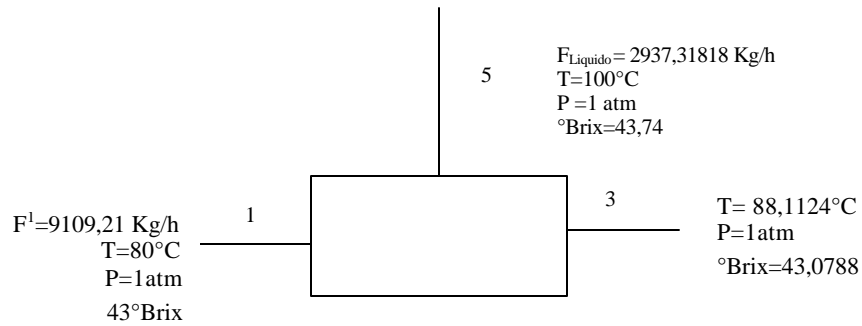 5
F_Liquido = 2937,31818 Kg/h
T=100°C
P =1 atm
°Brix=43,74
1
F¹=9109,21 Kg/h
T=80°C
P=1atm
43°Brix
3
T= 88,1124°C
P=1atm
°Brix=43,0788